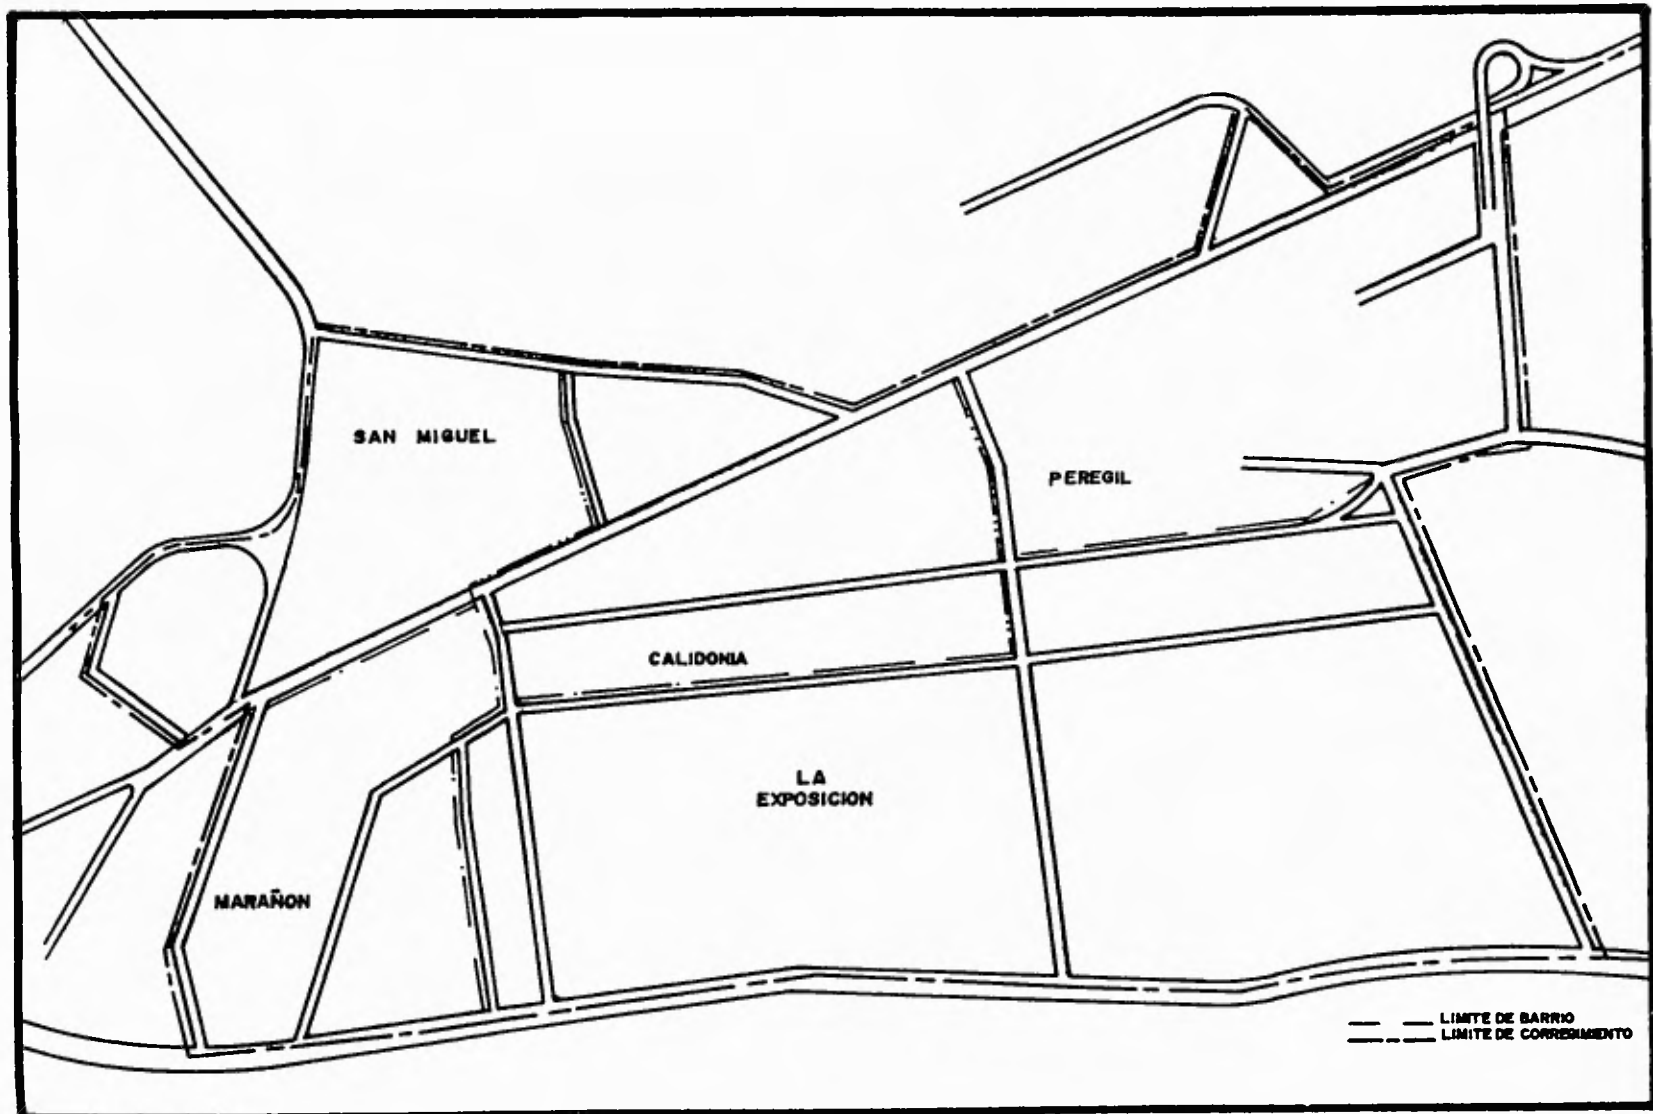 SAN MIGUEL
PEREGIL
CALIDONIA
LA
EXPOSICION
MARAÑON
LIMITE DE BARRIO
LIMITE DE CORREGIMIENTO